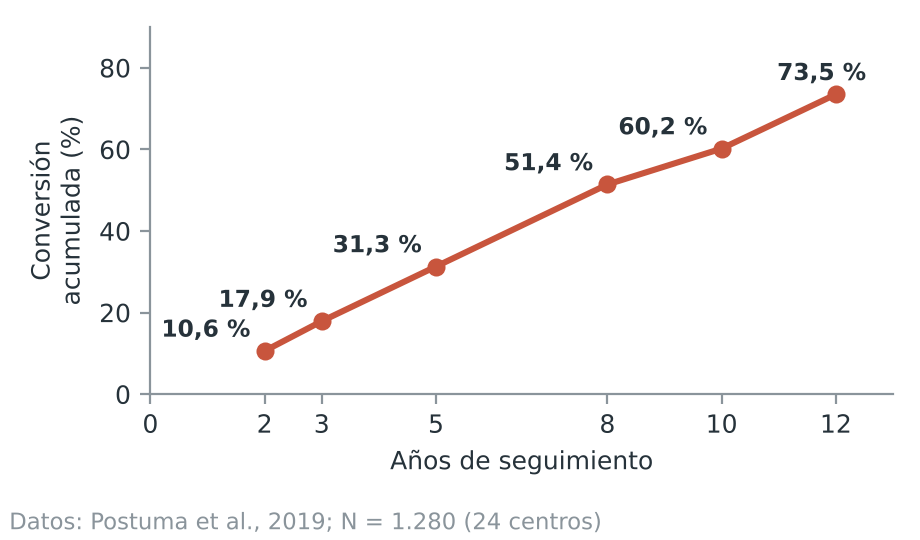 80
60
40
20
0
Conversión
acumulada (%)
10,6 %
17,9 %
31,3 %
51,4 %
60,2 %
73,5 %
0 2 3 5 8 10 12
Años de seguimiento
Datos: Postuma et al., 2019; N = 1.280 (24 centros)